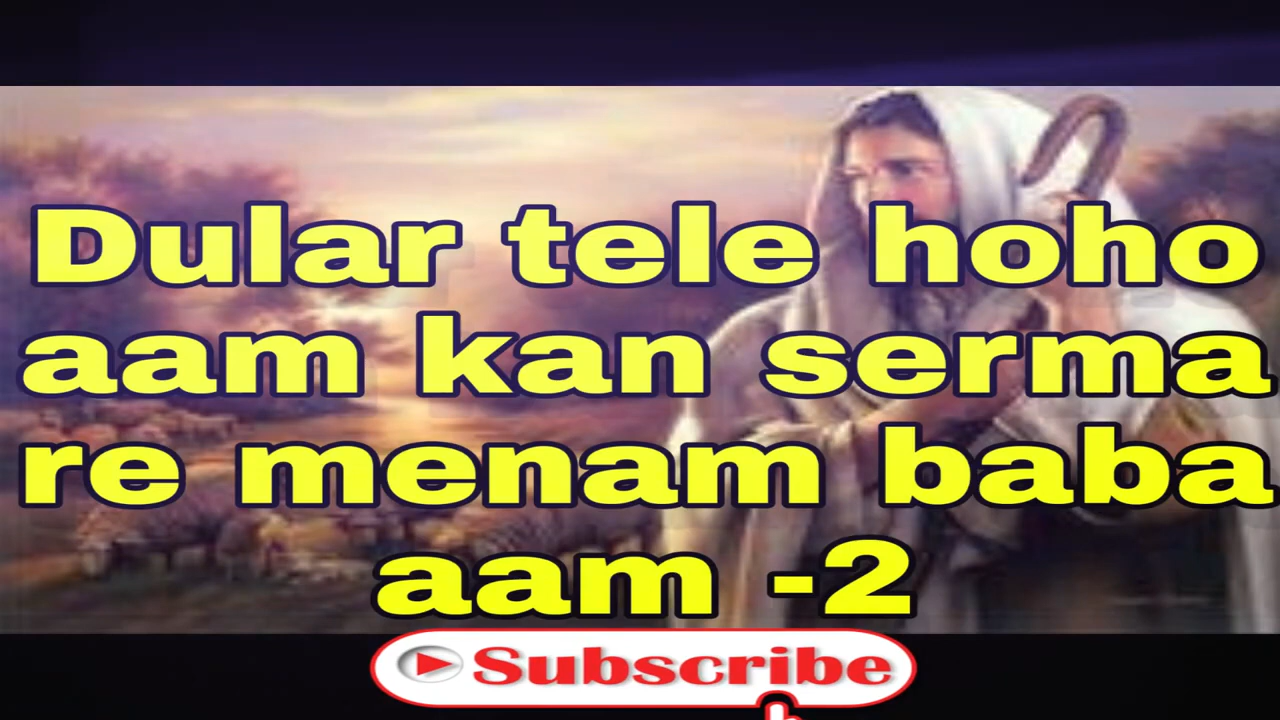 Dular tele hoho
aam kan serma
re menam baba
aam -2
Subscribe